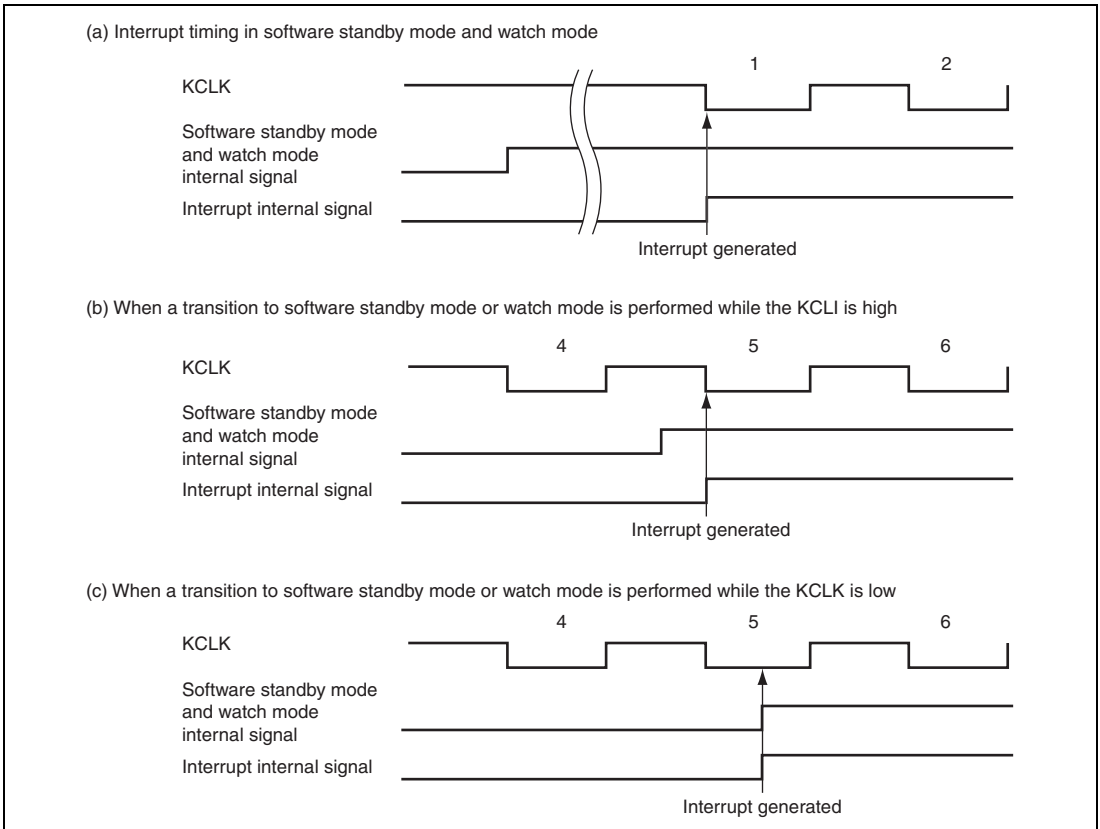 (a) Interrupt timing in software standby mode and watch mode
1 2
KCLK
Software standby mode
and watch mode
internal signal
Interrupt internal signal
Interrupt generated
(b) When a transition to software standby mode or watch mode is performed while the KCLI is high
4 5 6
KCLK
Software standby mode
and watch mode
internal signal
Interrupt internal signal
Interrupt generated
(c) When a transition to software standby mode or watch mode is performed while the KCLK is low
4 5 6
KCLK
Software standby mode
and watch mode
internal signal
Interrupt internal signal
Interrupt generated